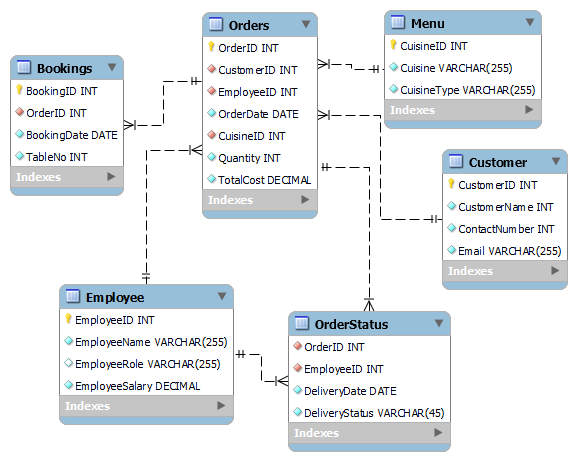 Orders
OrderID INT
CustomerID INT
EmployeeID INT
OrderDate DATE
CuisineID INT
Quantity INT
TotalCost DECIMAL
Indexes
Menu
CuisineID INT
Cuisine VARCHAR(255)
CuisineType VARCHAR(255)
Indexes
Bookings
BookingID INT
OrderID INT
BookingDate DATE
TableNo INT
Indexes
Customer
CustomerID INT
CustomerName INT
ContactNumber INT
Email VARCHAR(255)
Indexes
Employee
EmployeeID INT
EmployeeName VARCHAR(255)
EmployeeRole VARCHAR(255)
EmployeeSalary DECIMAL
Indexes
OrderStatus
OrderID INT
EmployeeID INT
DeliveryDate DATE
DeliveryStatus VARCHAR(45)
Indexes